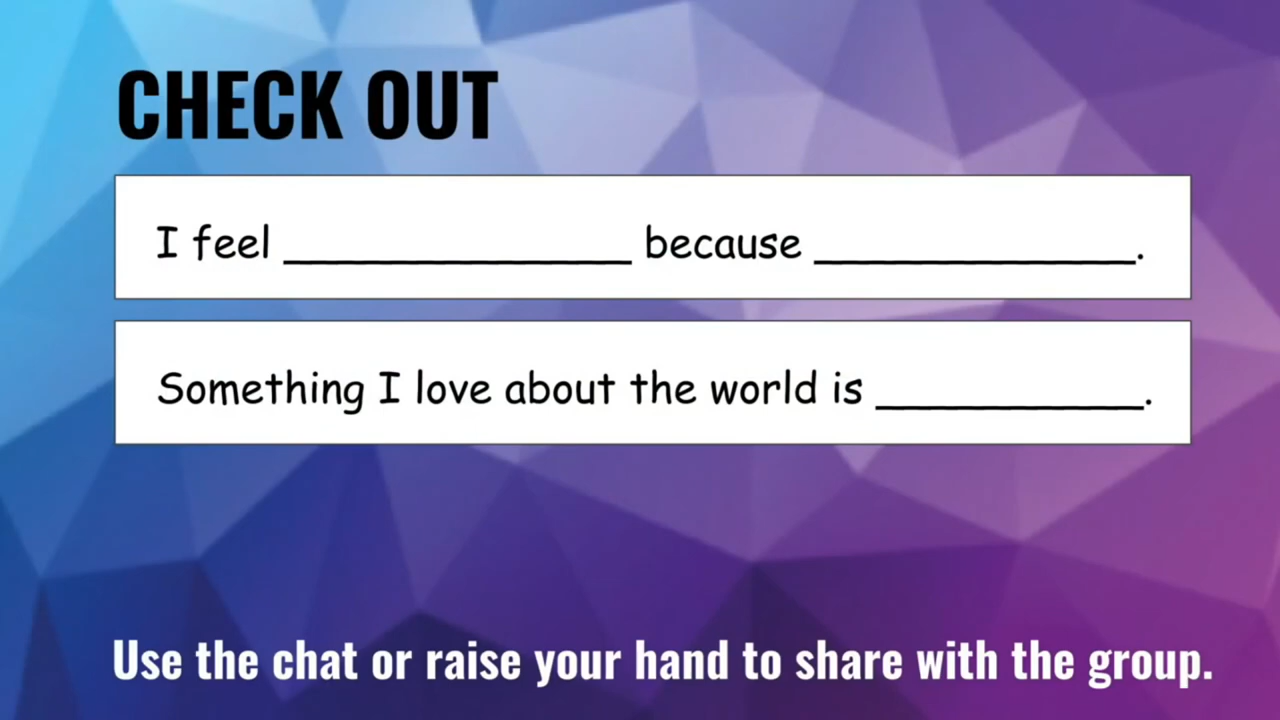 CHECK OUT
I feel ______________ because _____________.
Something I love about the world is ___________.
Use the chat or raise your hand to share with the group.